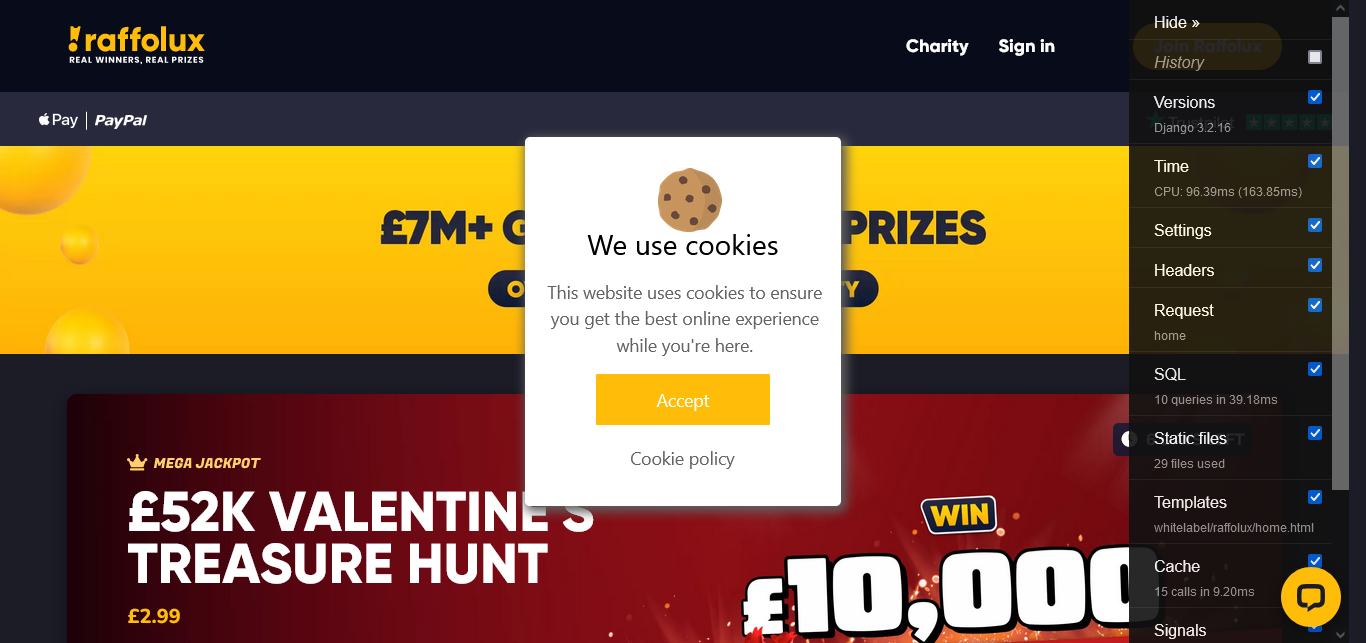 raffolux
REAL WINNERS, REAL PRIZES
Charity
Sign in
Join Raffolux
Pay | PayPal
Trustpilot
£7M+ G
PRIZES
We use cookies
This website uses cookies to ensure
you get the best online experience
while you're here.
Accept
Cookie policy
MEGA JACKPOT
£52K VALENTINE'S
TREASURE HUNT
£2.99
WIN
£10,000
Hide »
History
Versions
Django 3.2.16
Time
CPU: 96.39ms (163.85ms)
Settings
Headers
Request
home
SQL
10 queries in 39.18ms
Static files
29 files used
Templates
whitelabel/raffolux/home.html
Cache
15 calls in 9.20ms
Signals